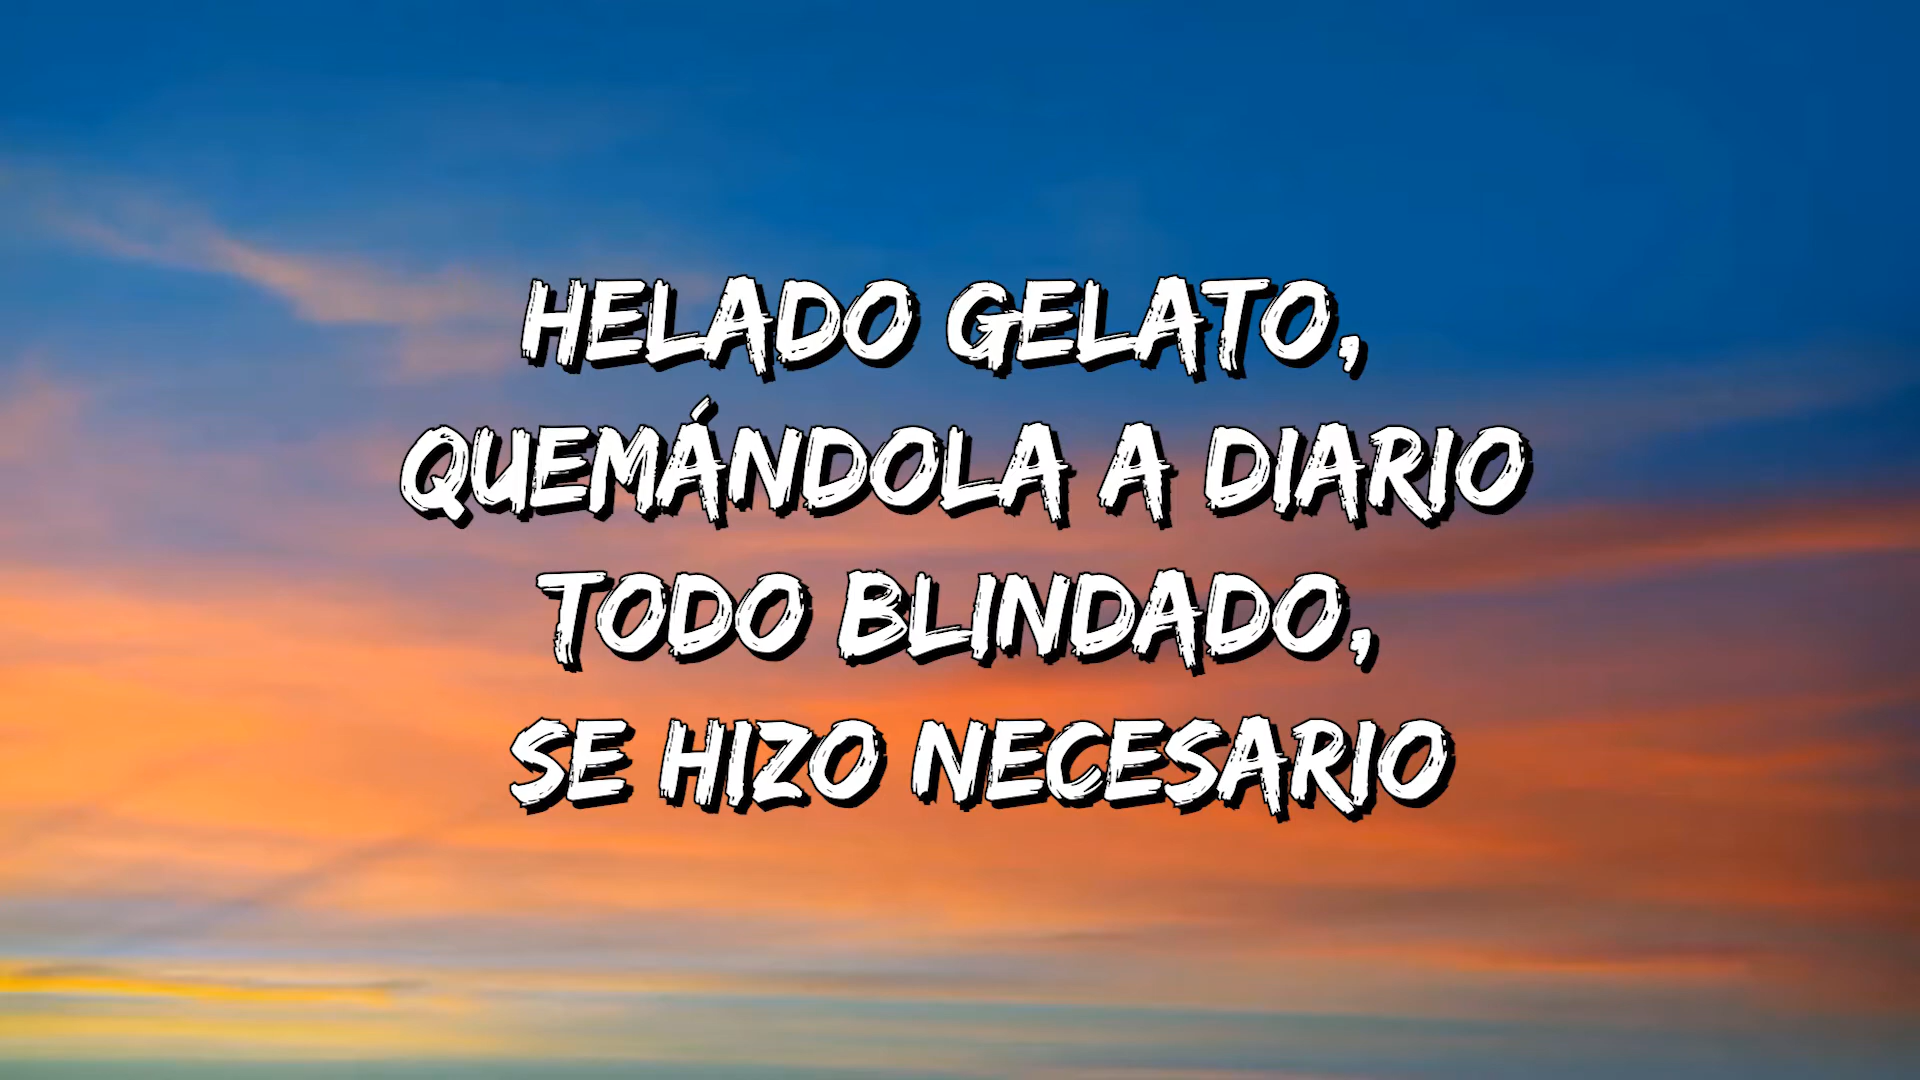 HELADO GELATO,
QUEMÁNDOLA A DIARIO
TODO BLINDADO,
SE HIZO NECESARIO